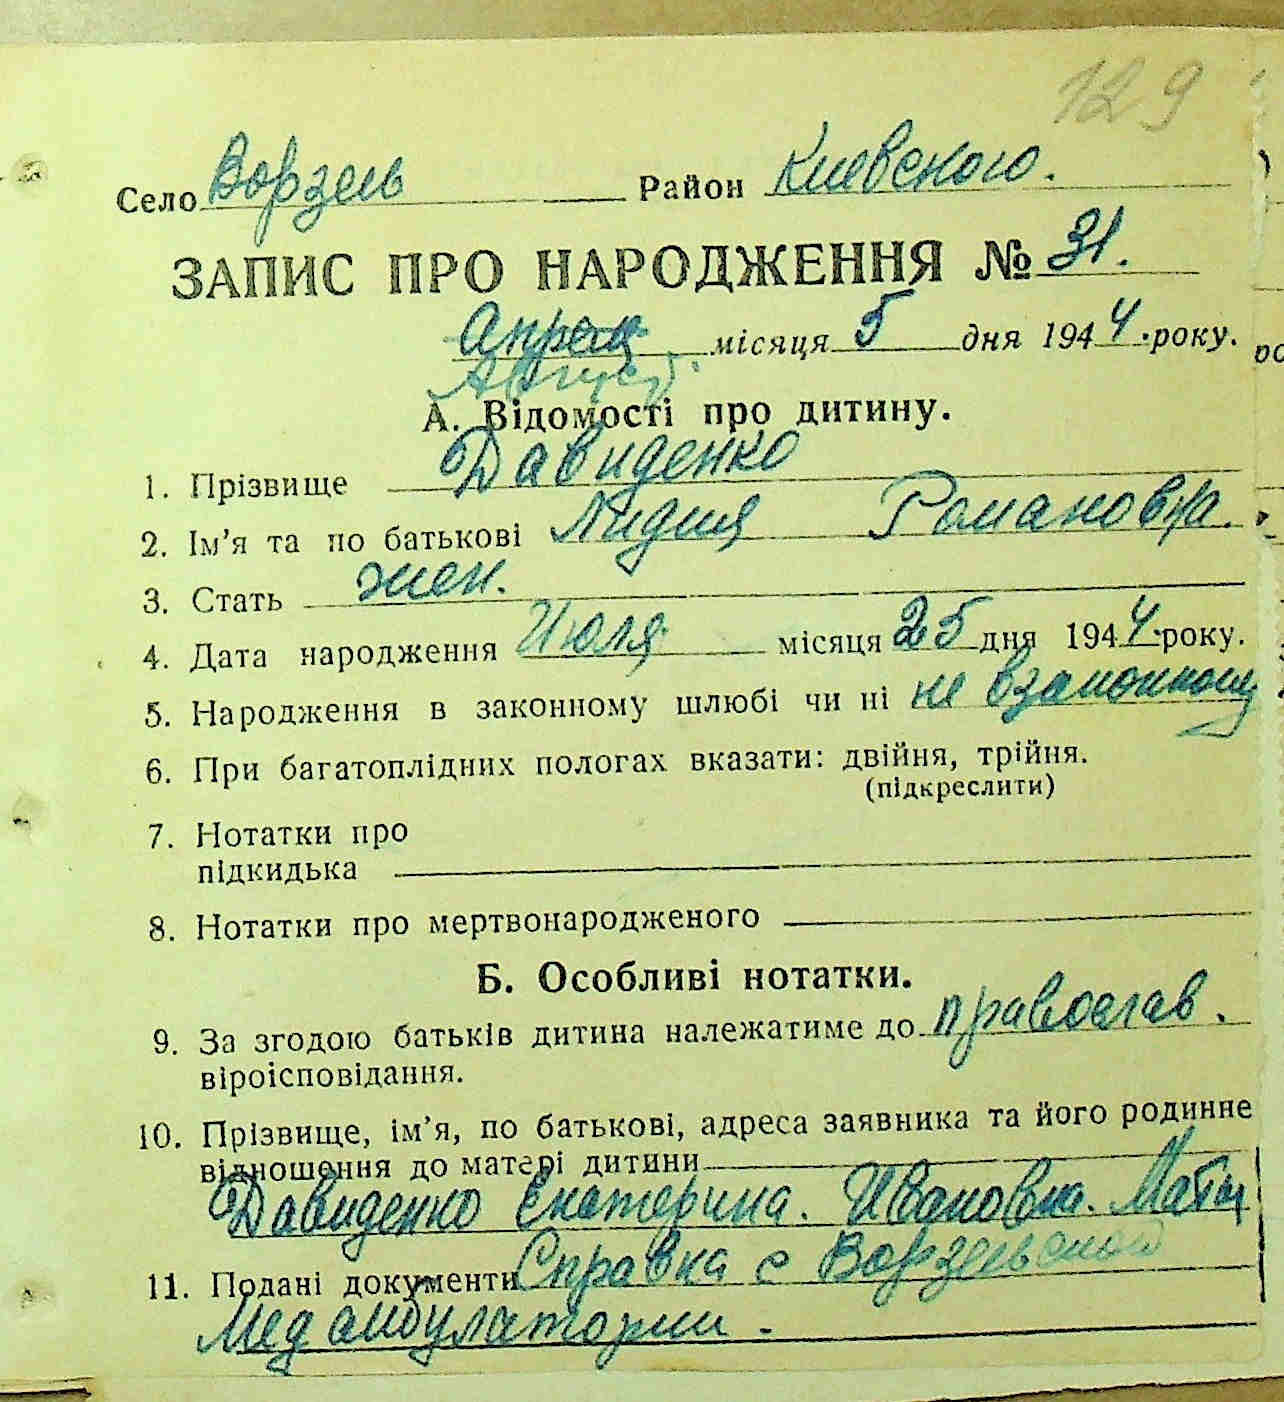 129
Село Ворзель Район Киевского.
ЗАПИС ПРО НАРОДЖЕННЯ № 31.
Апрел місяця 5 дня 1944 року.
Август.
А. Відомості про дитину.
1. Прізвище Давиденко
2. Ім'я та по батькові Лидия Романовна.
3. Стать жен.
4. Дата народження Июля місяця 25 дня 1944 року.
5. Народження в законному шлюбі чи ні не взаконному
6. При багатоплідних пологах вказати: двійня, трійня.
(підкреслити)
7. Нотатки про
підкидька
8. Нотатки про мертвонародженого
Б. Особливі нотатки.
9. За згодою батьків дитина належатиме до православ.
віроісповідання.
10. Прізвище, ім'я, по батькові, адреса заявника та його родинне
відношення до матері дитини
Давиденко Екатерина. Ивановна. Мать
11. Подані документи Справка с Ворзельской
Мед амбулатории.